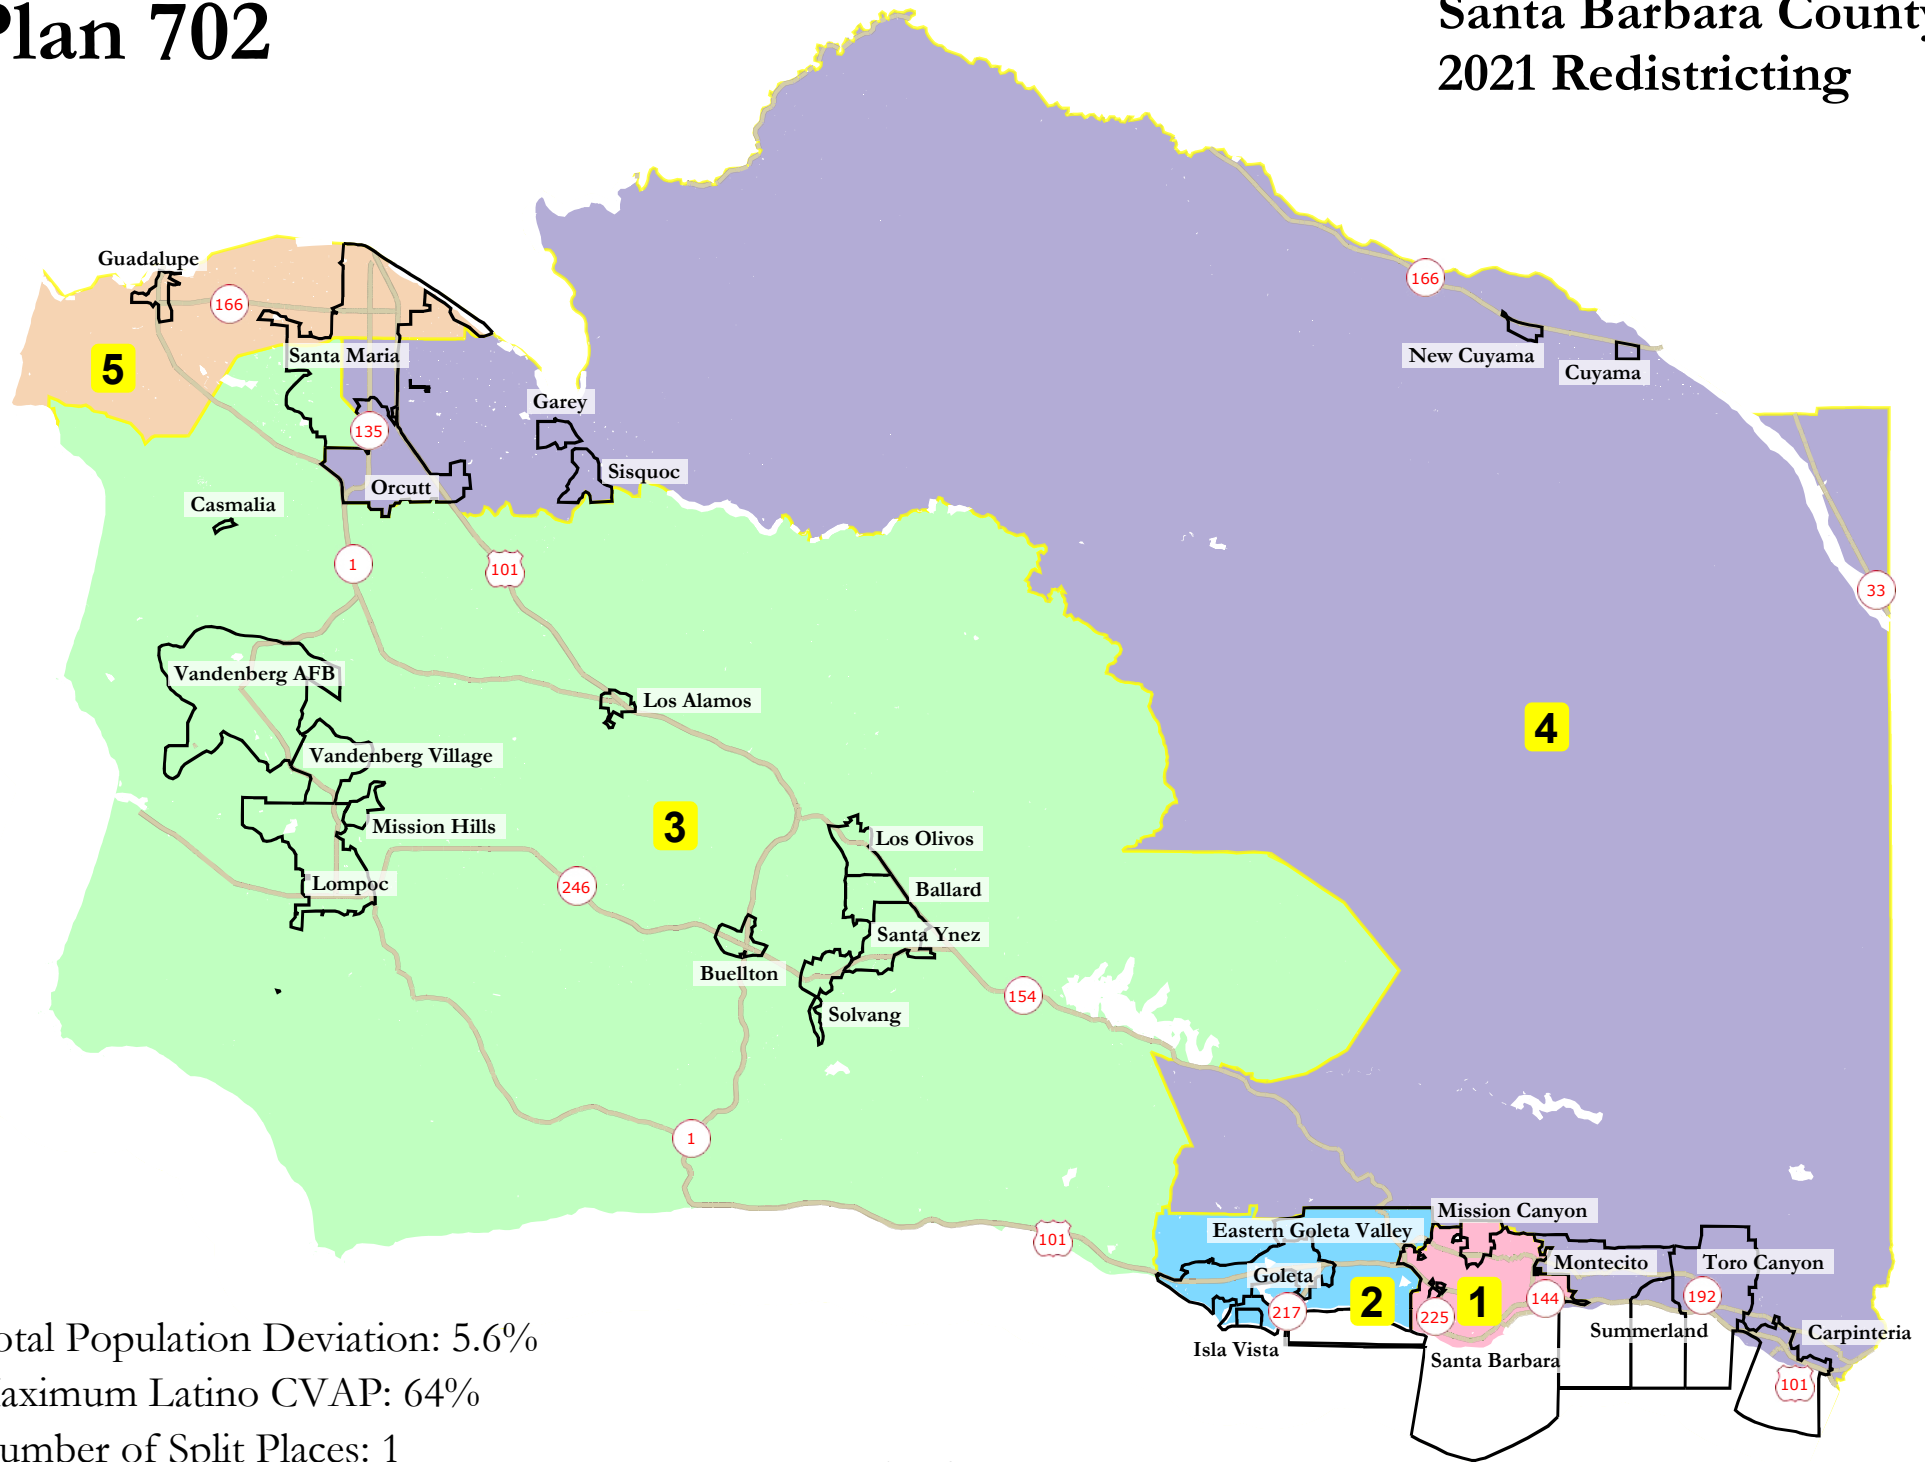 Plan 702
Santa Barbara County
2021 Redistricting
Guadalupe
166
5
Santa Maria
135
Garey
Sisquoc
Orcutt
Casmalia
1
101
166
New Cuyama
Cuyama
33
Vandenberg AFB
Los Alamos
4
Vandenberg Village
Mission Hills
3
Los Olivos
Lompoc
246
Ballard
Santa Ynez
Buellton
154
Solvang
1
101
Mission Canyon
Eastern Goleta Valley
Goleta
Montecito
Toro Canyon
217
2
225
1
144
192
Isla Vista
Santa Barbara
Summerland
Carpinteria
101
otal Population Deviation: 5.6%
aximum Latino CVAP: 64%
umber of Split Places: 1